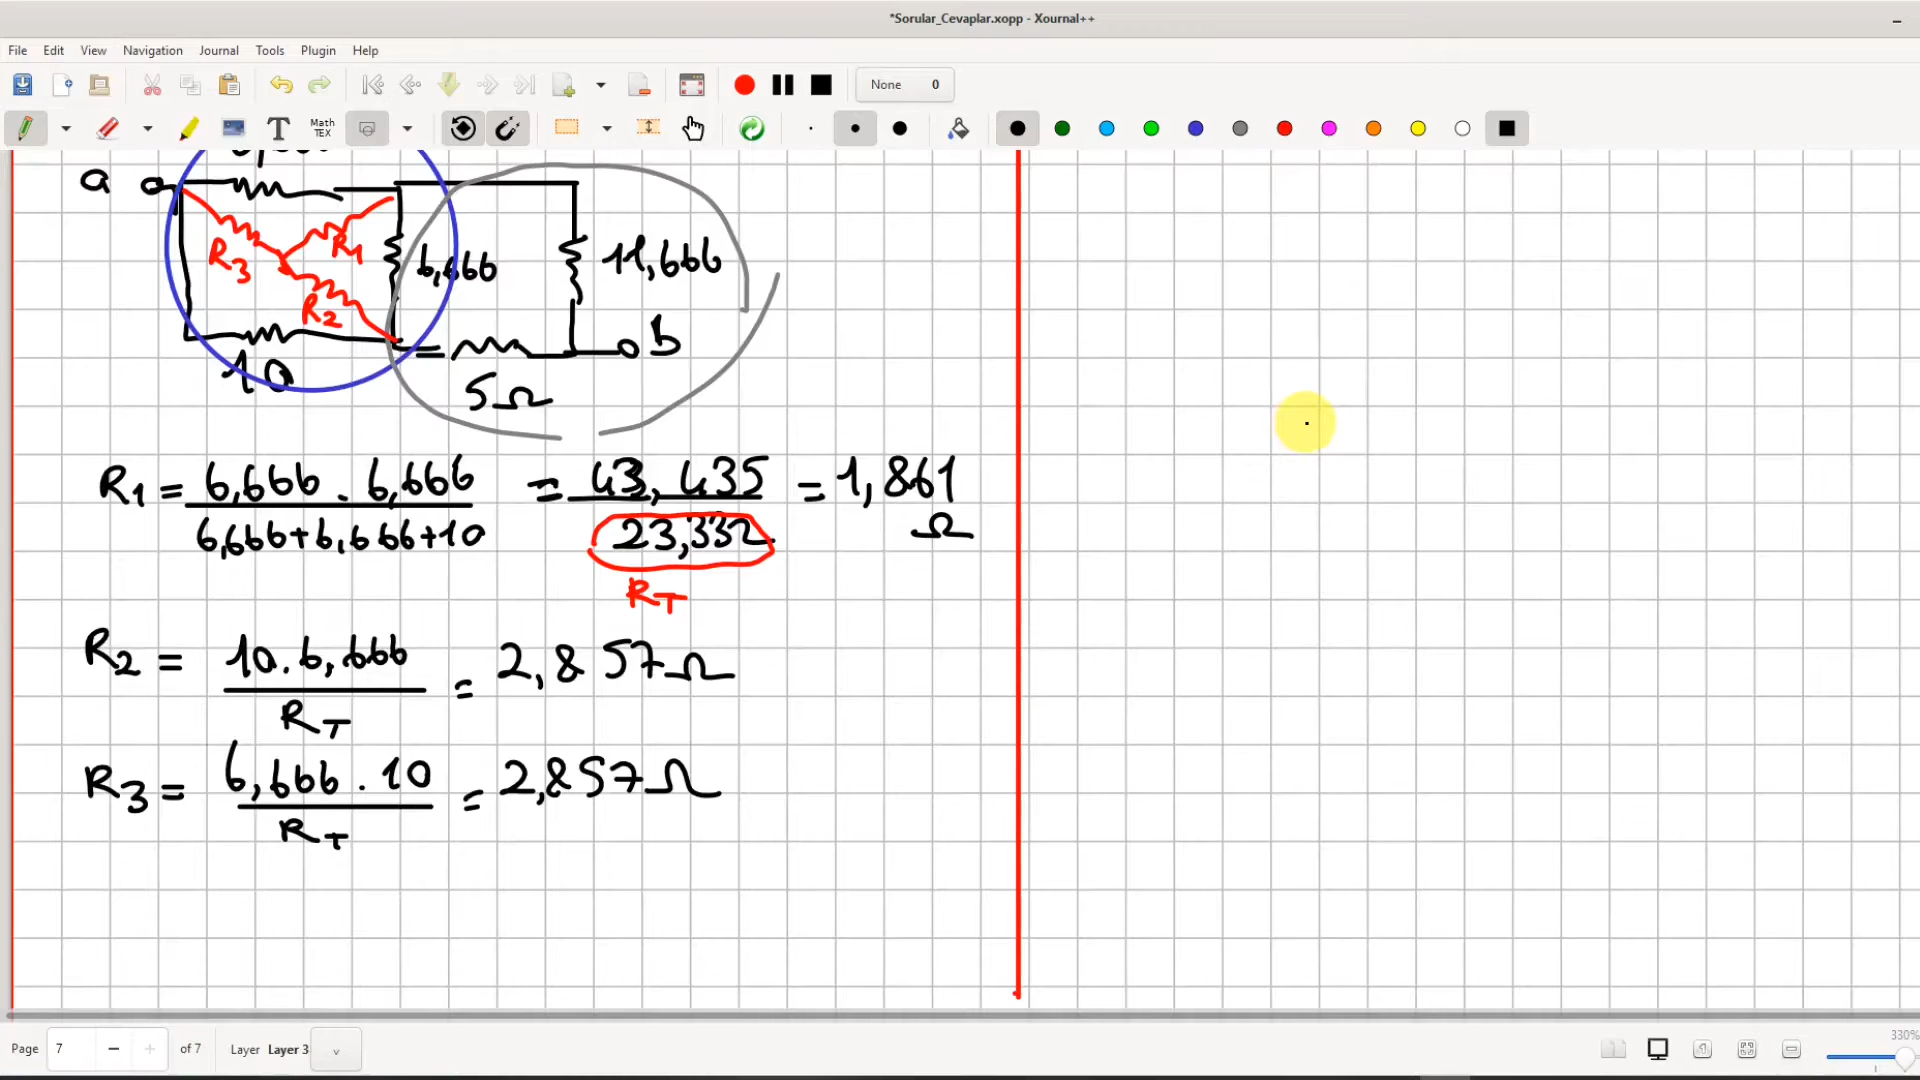 *Sorular_Cevaplar.xopp - Xournal++
File Edit View Navigation Journal Tools Plugin Help
None 0
T Math TEX
a
R3 R1 6,666 11,666
R2
b
10
5Ω
R1 = 6,666 . 6,666 / 6,666+6,666+10 = 43,435 / 23,332 = 1,861 Ω
RT
R2 = 10.6,666 / RT = 2,857Ω
R3 = 6,666 . 10 / RT = 2,857Ω
Page 7 of 7 Layer Layer 3 330%